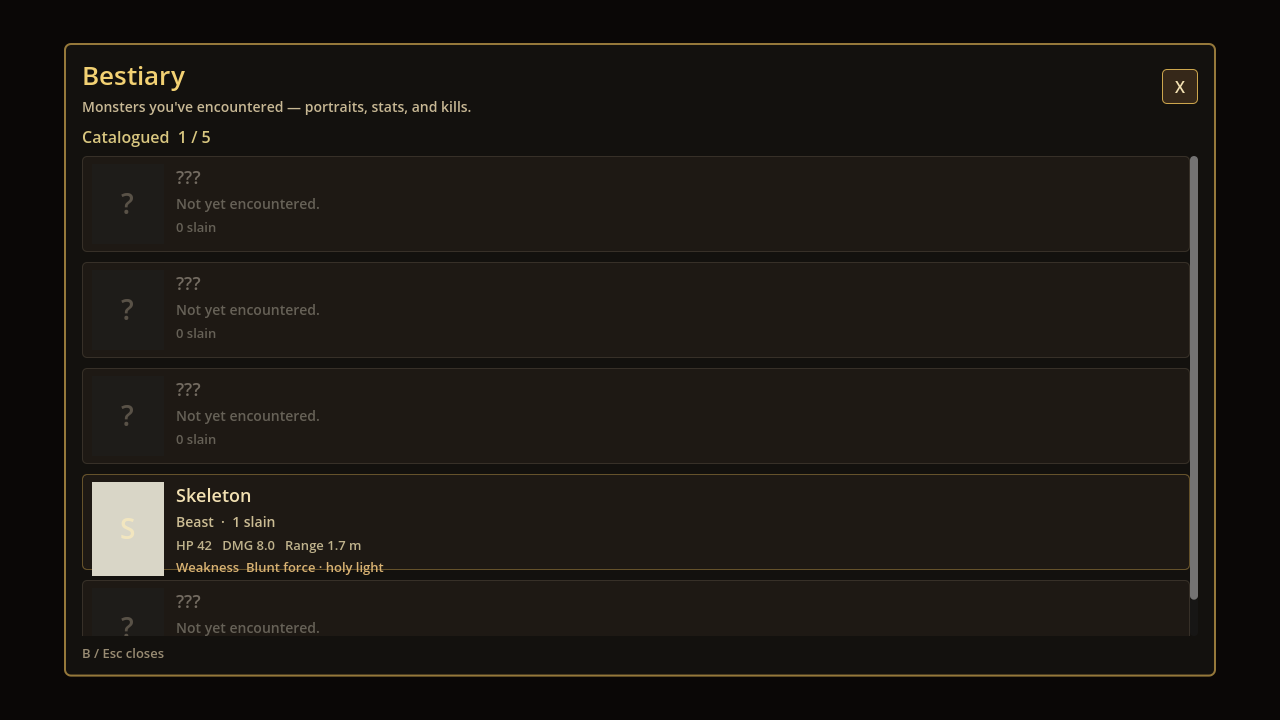 Bestiary
X
Monsters you've encountered — portraits, stats, and kills.
Catalogued 1 / 5
???
?
Not yet encountered.
0 slain
???
?
Not yet encountered.
0 slain
???
?
Not yet encountered.
0 slain
Skeleton
S
Beast · 1 slain
HP 42 DMG 8.0 Range 1.7 m
Weakness Blunt force · holy light
???
?
Not yet encountered.
B / Esc closes